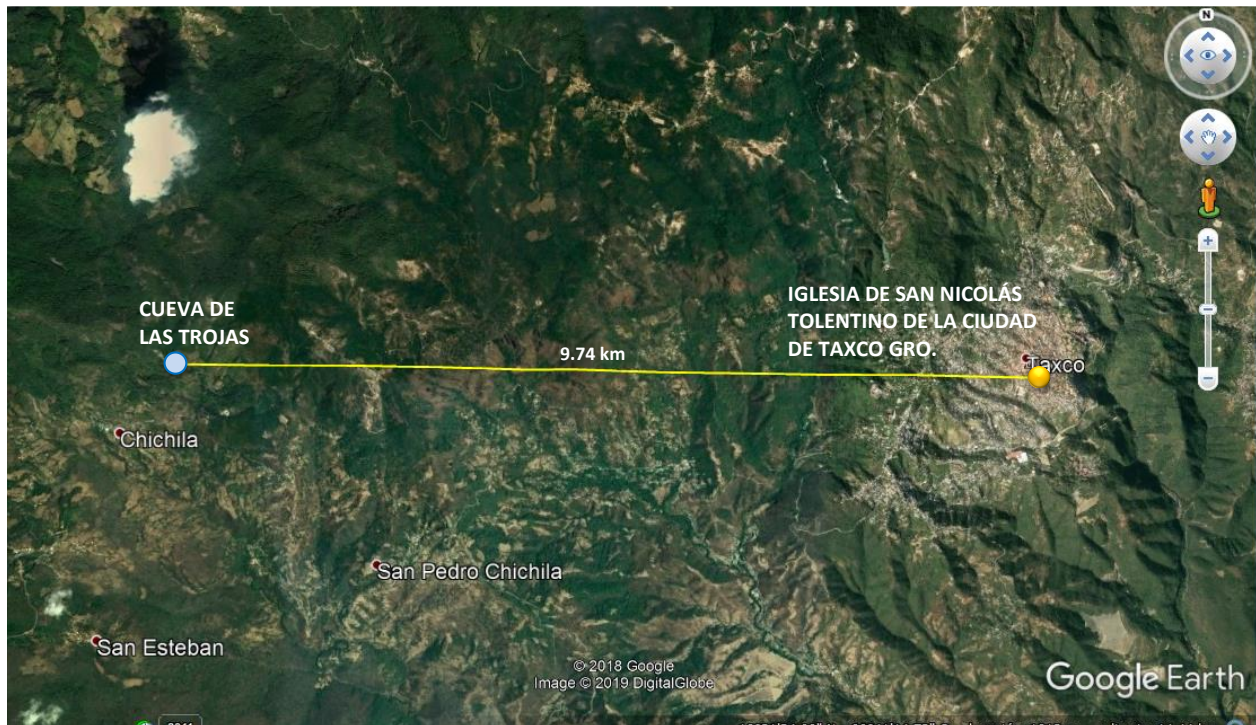 N
CUEVA DE
LAS TROJAS
IGLESIA DE SAN NICOLÁS
TOLENTINO DE LA CIUDAD
DE TAXCO GRO.
9.74 km
Taxco
Chichila
San Pedro Chichila
San Esteban
© 2018 Google
Image © 2019 DigitalGlobe
Google Earth